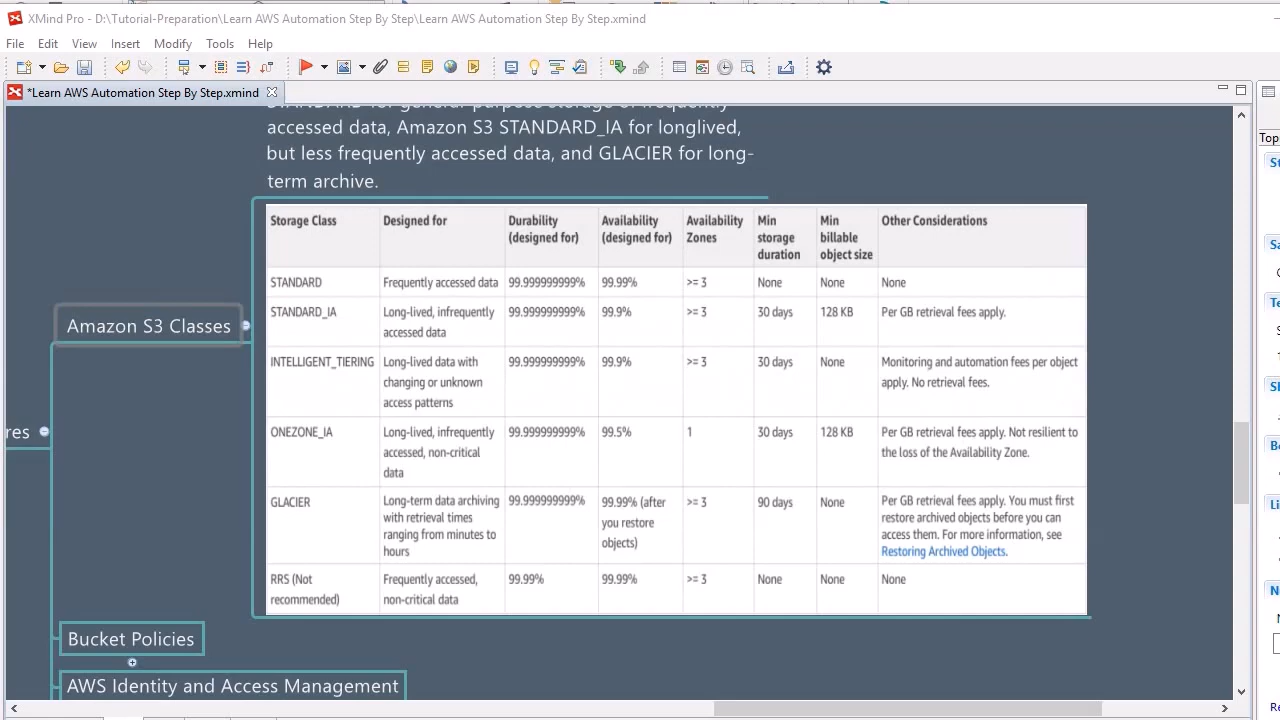 XMind Pro - D:\Tutorial-Preparation\Learn AWS Automation Step By Step\Learn AWS Automation Step By Step.xmind
File Edit View Insert Modify Tools Help
*Learn AWS Automation Step By Step.xmind
STANDARD for general-purpose storage of frequently
accessed data, Amazon S3 STANDARD_IA for longlived,
but less frequently accessed data, and GLACIER for long-
term archive.
Storage Class Designed for Durability (designed for) Availability (designed for) Availability Zones Min storage duration Min billable object size Other Considerations
STANDARD Frequently accessed data 99.999999999% 99.99% >= 3 None None None
STANDARD_IA Long-lived, infrequently accessed data 99.999999999% 99.9% >= 3 30 days 128 KB Per GB retrieval fees apply.
INTELLIGENT_TIERING Long-lived data with changing or unknown access patterns 99.999999999% 99.9% >= 3 30 days None Monitoring and automation fees per object apply. No retrieval fees.
ONEZONE_IA Long-lived, infrequently accessed, non-critical data 99.999999999% 99.5% 1 30 days 128 KB Per GB retrieval fees apply. Not resilient to the loss of the Availability Zone.
GLACIER Long-term data archiving with retrieval times ranging from minutes to hours 99.999999999% 99.99% (after you restore objects) >= 3 90 days None Per GB retrieval fees apply. You must first restore archived objects before you can access them. For more information, see Restoring Archived Objects.
RRS (Not recommended) Frequently accessed, non-critical data 99.99% 99.99% >= 3 None None None
Amazon S3 Classes
res
Bucket Policies
AWS Identity and Access Management
Top